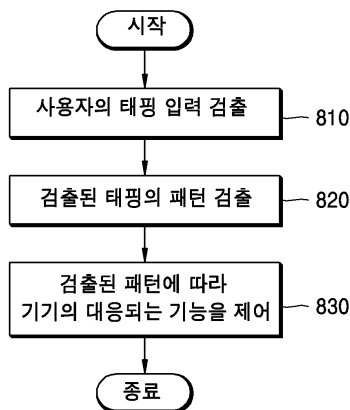 시작
사용자의 태핑 입력 검출
810
검출된 태핑의 패턴 검출
820
검출된 패턴에 따라
기기의 대응되는 기능을 제어
830
종료